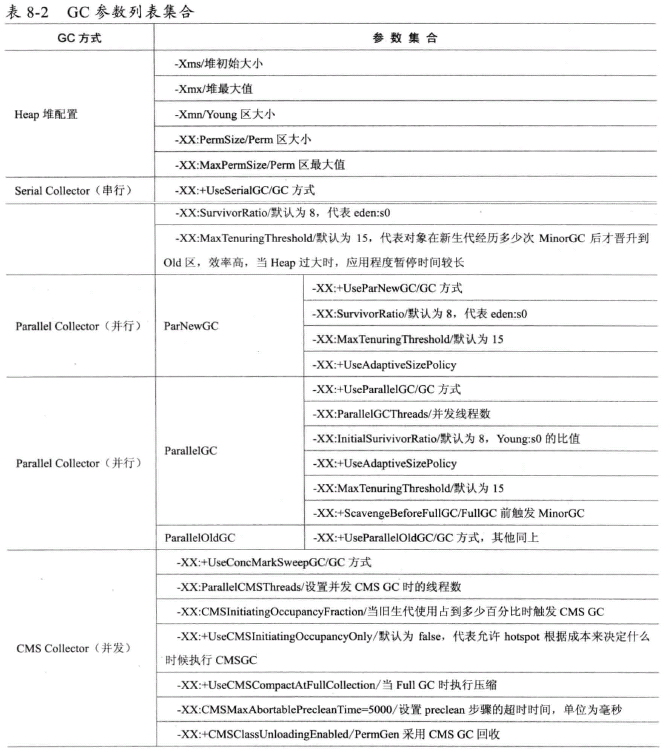 表 8-2 GC 参数列表集合
GC 方式
参 数 集 合
Heap 堆配置
-Xms/堆初始大小
-Xmx/堆最大值
-Xmn/Young 区大小
-XX:PermSize/Perm 区大小
-XX:MaxPermSize/Perm 区最大值
Serial Collector（串行）
-XX:+UseSerialGC/GC 方式
-XX:SurvivorRatio/默认为 8，代表 eden:s0
-XX:MaxTenuringThreshold/默认为 15，代表对象在新生代经历多少次 MinorGC 后才晋升到
Old 区，效率高，当 Heap 过大时，应用程度暂停时间较长
Parallel Collector（并行）
ParNewGC
-XX:+UseParNewGC/GC 方式
-XX:SurvivorRatio/默认为 8，代表 eden:s0
-XX:MaxTenuringThreshold/默认为 15
-XX:+UseAdaptiveSizePolicy
Parallel Collector（并行）
ParallelGC
-XX:+UseParallelGC/GC 方式
-XX:ParallelGCThreads/并发线程数
-XX:InitialSurivivorRatio/默认为 8，Young:s0 的比值
-XX:+UseAdaptiveSizePolicy
-XX:MaxTenuringThreshold/默认为 15
-XX:+ScavengeBeforeFullGC/FullGC 前触发 MinorGC
ParallelOldGC
-XX:+UseParallelOldGC/GC 方式，其他同上
CMS Collector（并发）
-XX:+UseConcMarkSweepGC/GC 方式
-XX:ParallelCMSThreads/设置并发 CMS GC 时的线程数
-XX:CMSInitiatingOccupancyFraction/当旧生代使用占到多少百分比时触发 CMS GC
-XX:+UseCMSInitiatingOccupancyOnly/默认为 false，代表允许 hotspot 根据成本来决定什么
时候执行 CMSGC
-XX:+UseCMSCompactAtFullCollection/当 Full GC 时执行压缩
-XX:CMSMaxAbortablePrecleanTime=5000/设置 preclean 步骤的超时时间，单位为毫秒
-XX:+CMSClassUnloadingEnabled/PermGen 采用 CMS GC 回收